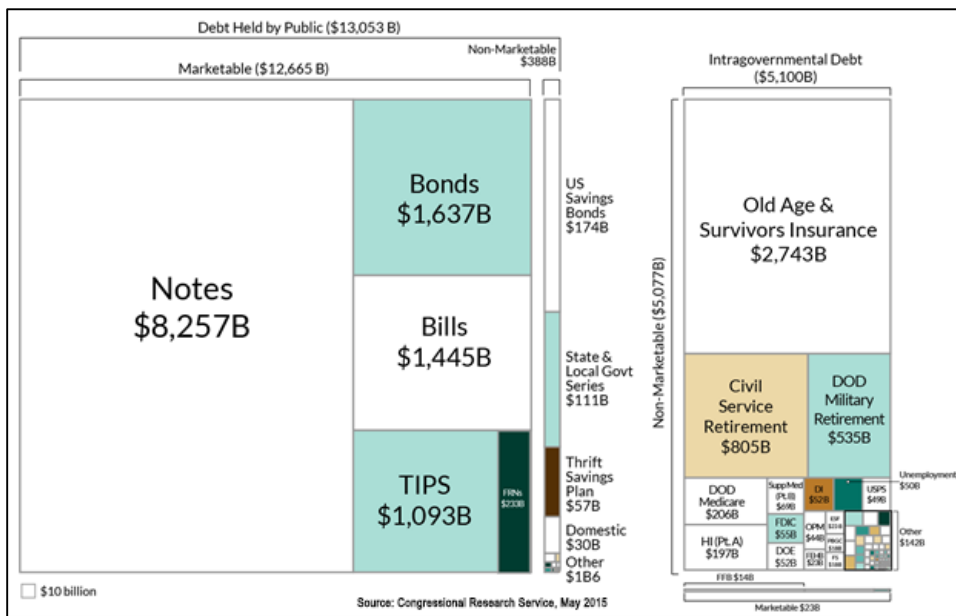 Debt Held by Public ($13,053 B)
Non-Marketable
$388B
Marketable ($12,665 B)
Notes
$8,257B
Bonds
$1,637B
Bills
$1,445B
TIPS
$1,093B
FRNs
$233B
US
Savings
Bonds
$174B
State &
Local Govt
Series
$111B
Thrift
Savings
Plan
$57B
Domestic
$30B
Other
$1B6
Intragovernmental Debt
($5,100B)
Non-Marketable ($5,077B)
Old Age &
Survivors Insurance
$2,743B
Civil
Service
Retirement
$805B
DOD
Military
Retirement
$535B
DOD
Medicare
$206B
HI (Pt. A)
$197B
Supp Med
(Pt. B)
$69B
FDIC
$55B
DOE
$52B
DI
$52B
OPM
$44B
FEHB
$23B
USPS
$49B
Unemployment
$50B
PBGC
Other
$142B
FFB $14B
Marketable $23B
$10 billion
Source: Congressional Research Service, May 2015